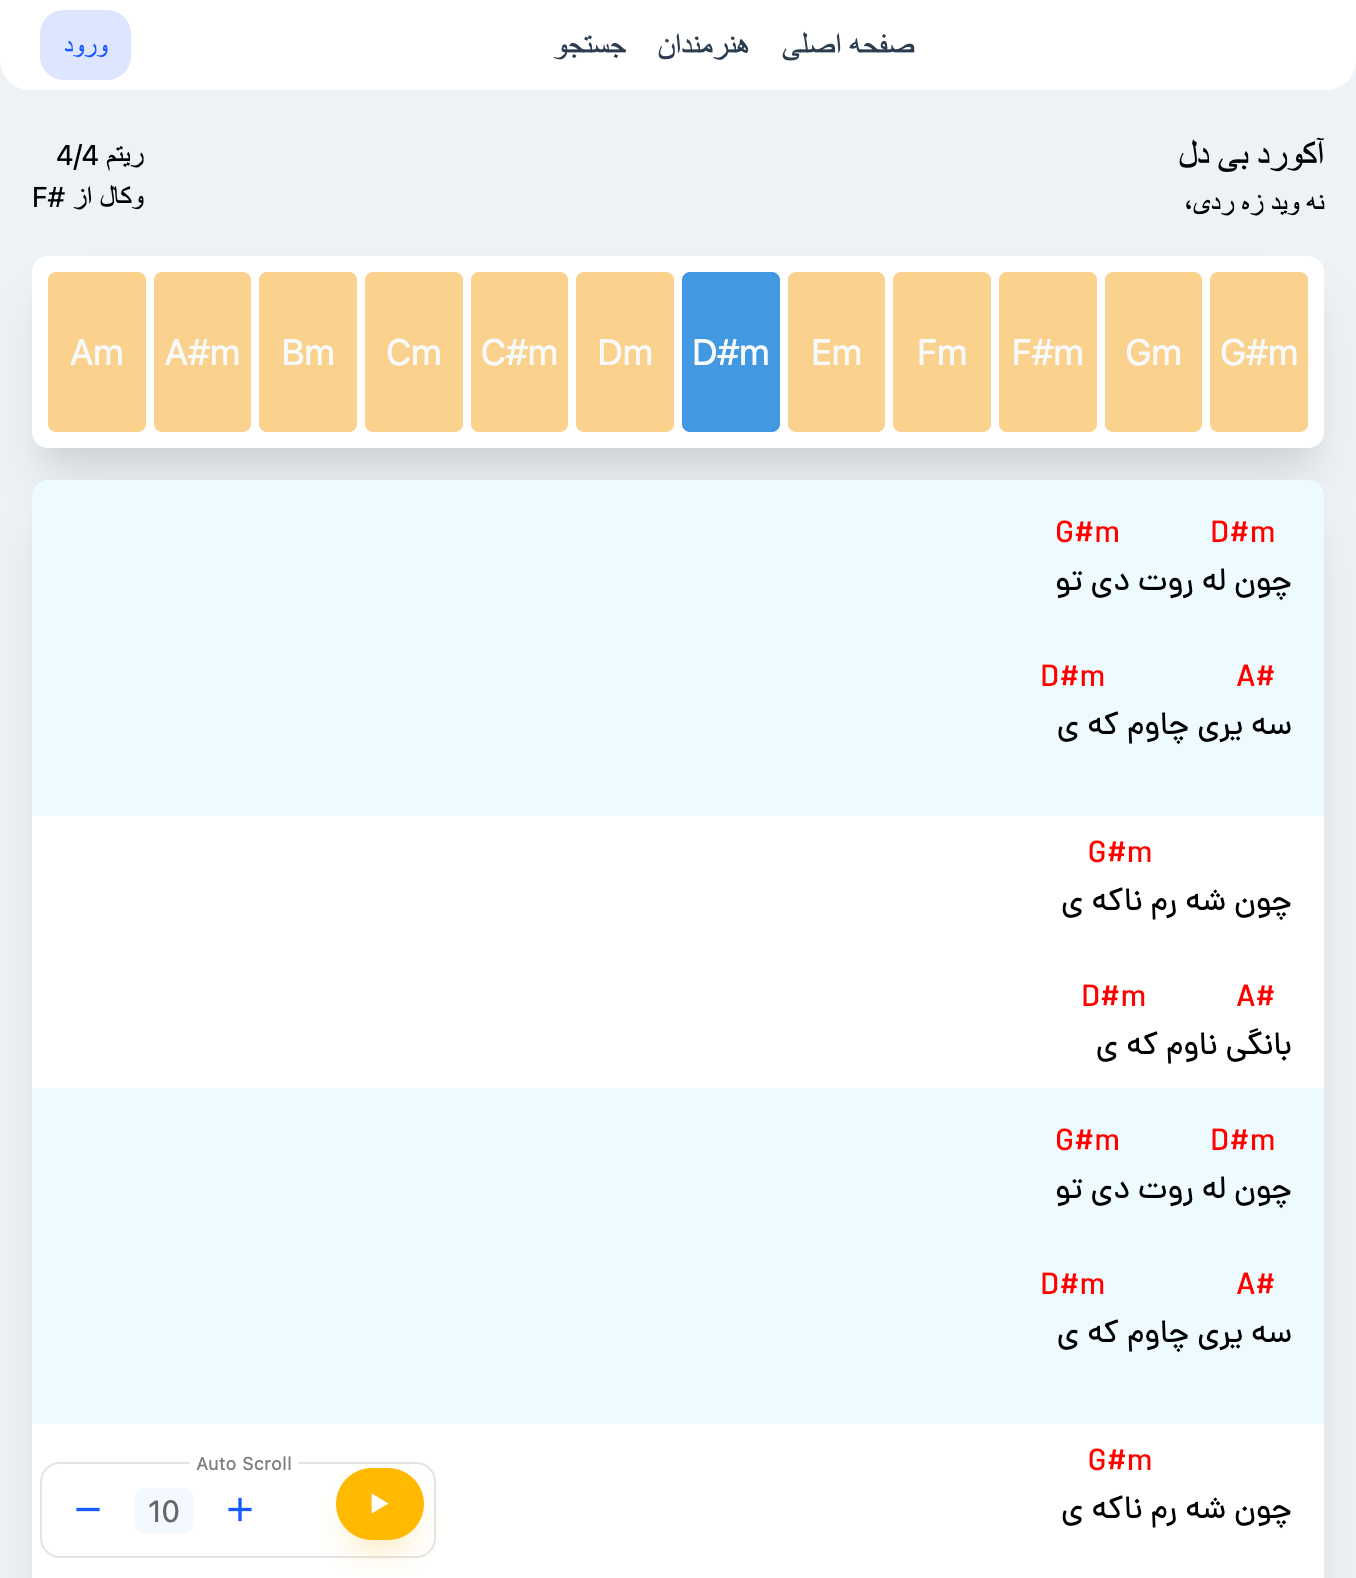 صفحه اصلی هنرمندان جستجو ورود
آکورد بی دل
نه وید زه ردی،
ریتم 4/4
وکال از F#
Am A#m Bm Cm C#m Dm D#m Em Fm F#m Gm G#m
D#m G#m
چون له روت دی تو
A# D#m
سه یری چاوم که ی
G#m
چون شه رم ناکه ی
A# D#m
بانگی ناوم که ی
D#m G#m
چون له روت دی تو
A# D#m
سه یری چاوم که ی
G#m
چون شه رم ناکه ی
Auto Scroll
− 10 +